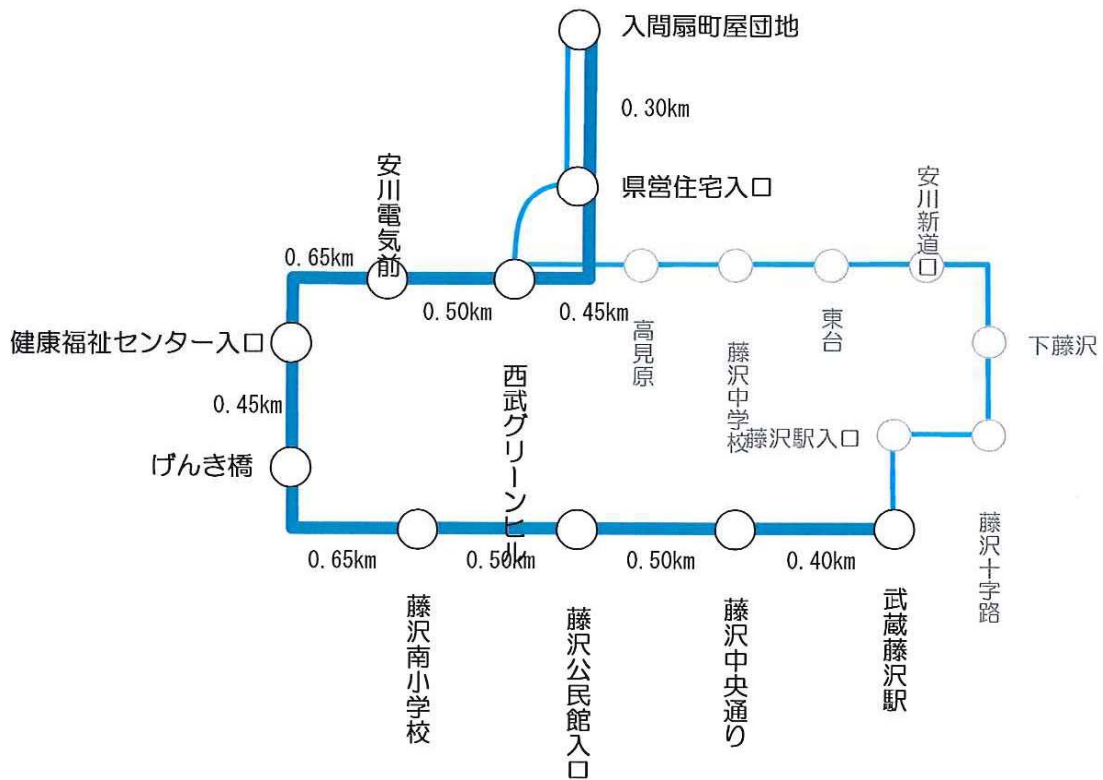 入間扇町屋団地
0.30km
県営住宅入口
安川電気前
安川新道口
0.65km
0.50km
0.45km
高見原
藤沢中学校
東台
健康福祉センター入口
下藤沢
0.45km
西武グリーンヒル
藤沢駅入口
げんき橋
藤沢十字路
0.65km
0.50km
0.50km
0.40km
藤沢南小学校
藤沢公民館入口
藤沢中央通り
武蔵藤沢駅